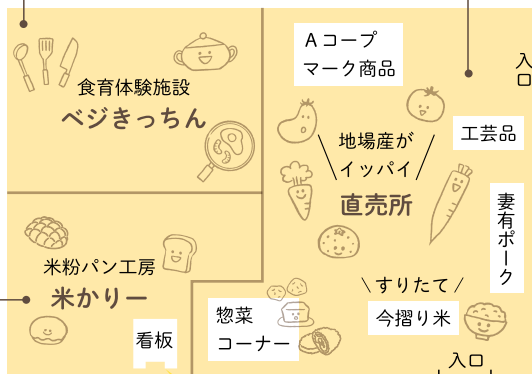 食育体験施設
ベジきっちん
Aコープ
マーク商品
入口
工芸品
地場産が
イッパイ
直売所
妻有ポーク
米粉パン工房
米かりー
看板
惣菜
コーナー
すりたて
今摺り米
入口